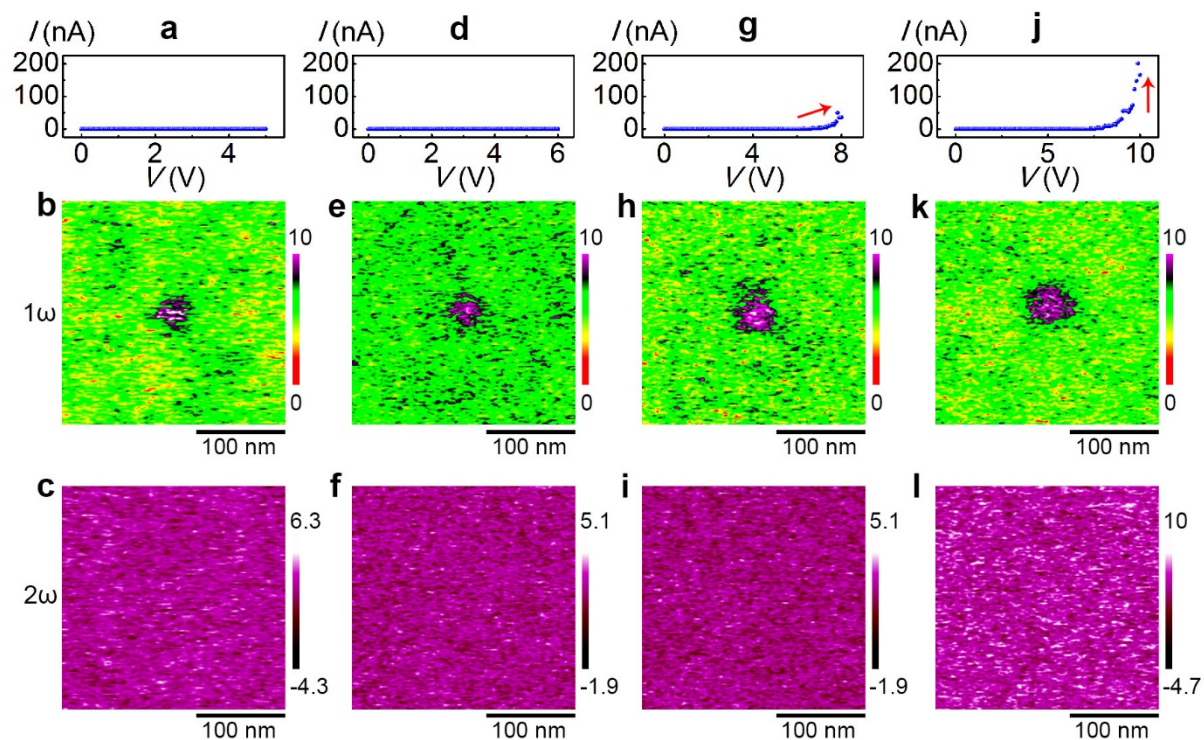 I (nA) a I (nA) d I (nA) g I (nA) j
200 200 200 200
100 100 100 100
0 0 0 0
0 2 4 0 2 4 6 0 4 8 0 5 10
V (V) V (V) V (V) V (V)
b e h k
10 10 10 10
1ω
0 0 0 0
100 nm 100 nm 100 nm 100 nm
c f i l
6.3 5.1 5.1 10
2ω
-4.3 -1.9 -1.9 -4.7
100 nm 100 nm 100 nm 100 nm